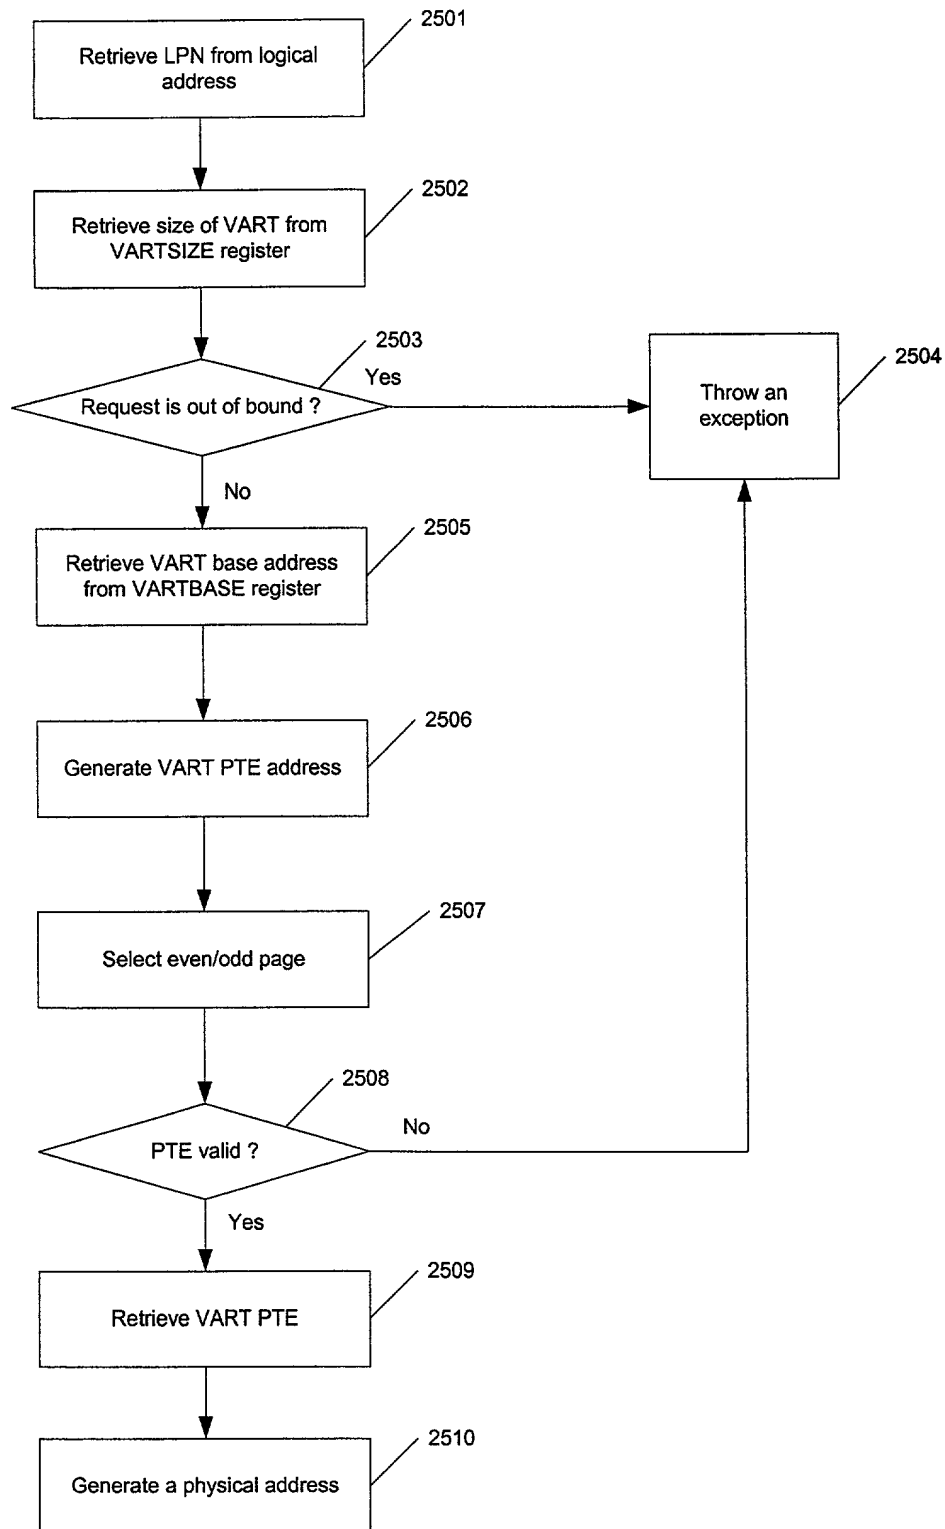 2501
Retrieve LPN from logical
address
2502
Retrieve size of VART from
VARTSIZE register
2503
Yes
Request is out of bound ?
2504
Throw an
exception
No
2505
Retrieve VART base address
from VARTBASE register
2506
Generate VART PTE address
2507
Select even/odd page
2508
No
PTE valid ?
Yes
2509
Retrieve VART PTE
2510
Generate a physical address